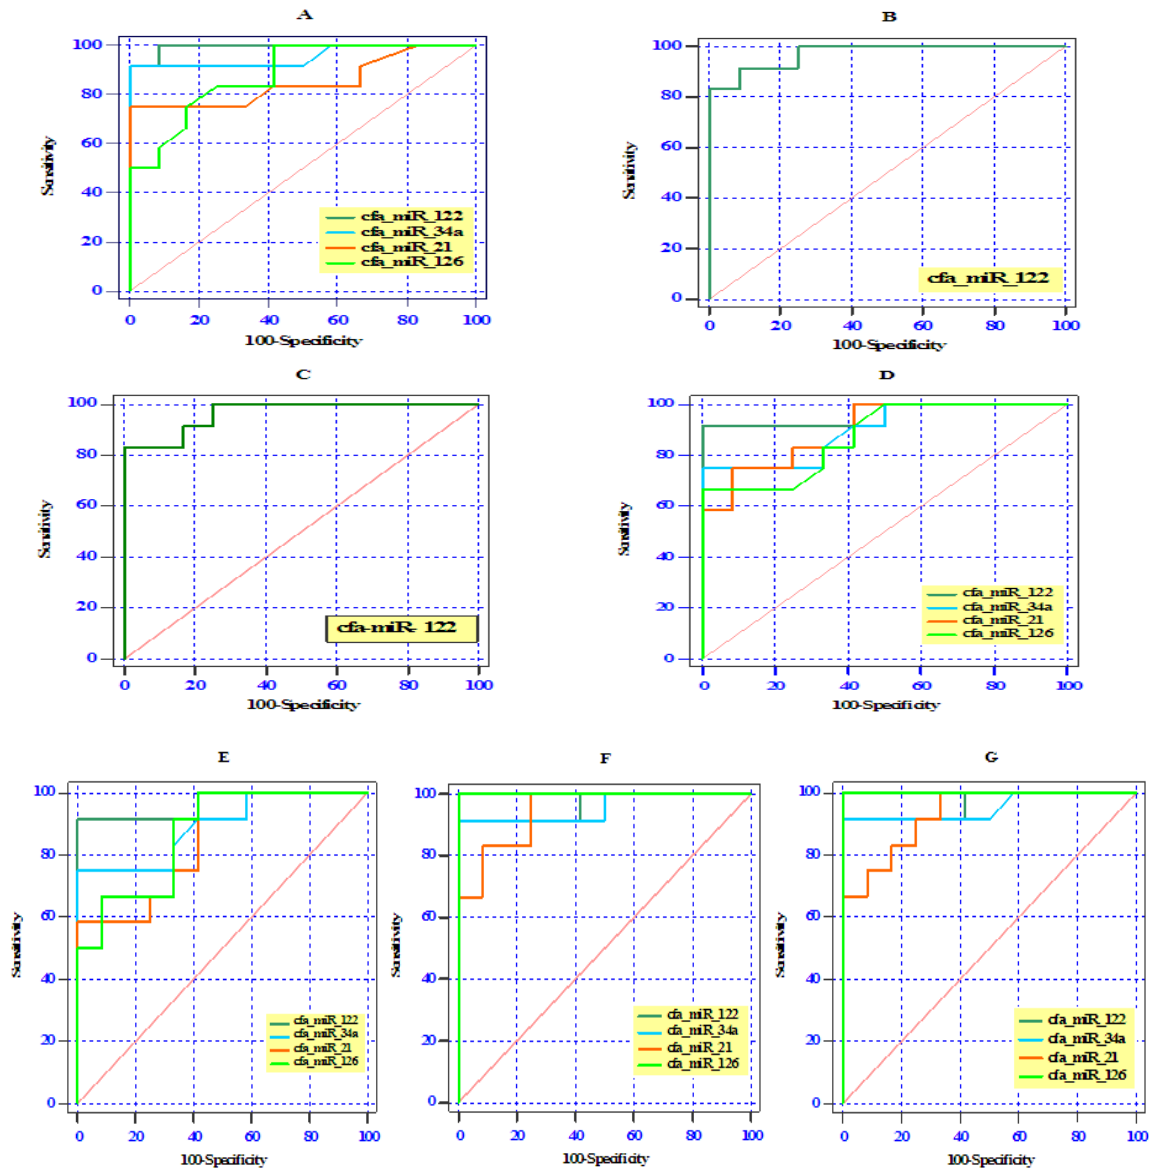 A
100
80
60
40
20
0
Sensitivity
cfa_miR_122
cfa_miR_34a
cfa_miR_21
cfa_miR_126
0 20 40 60 80 100
100-Specificity
B
100
80
60
40
20
0
Sensitivity
cfa_miR_122
0 20 40 60 80 100
100-Specificity
C
100
80
60
40
20
0
Sensitivity
cfa-miR- 122
0 20 40 60 80 100
100-Specificity
D
100
80
60
40
20
0
Sensitivity
cfa_miR_122
cfa_miR_34a
cfa_miR_21
cfa_miR_126
0 20 40 60 80 100
100-Specificity
E
100
80
60
40
20
0
Sensitivity
cfa_miR_122
cfa_miR_34a
cfa_miR_21
cfa_miR_126
0 20 40 60 80 100
100-Specificity
F
100
80
60
40
20
0
Sensitivity
cfa_miR_122
cfa_miR_34a
cfa_miR_21
cfa_miR_126
0 20 40 60 80 100
100-Specificity
G
100
80
60
40
20
0
Sensitivity
cfa_miR_122
cfa_miR_34a
cfa_miR_21
cfa_miR_126
0 20 40 60 80 100
100-Specificity